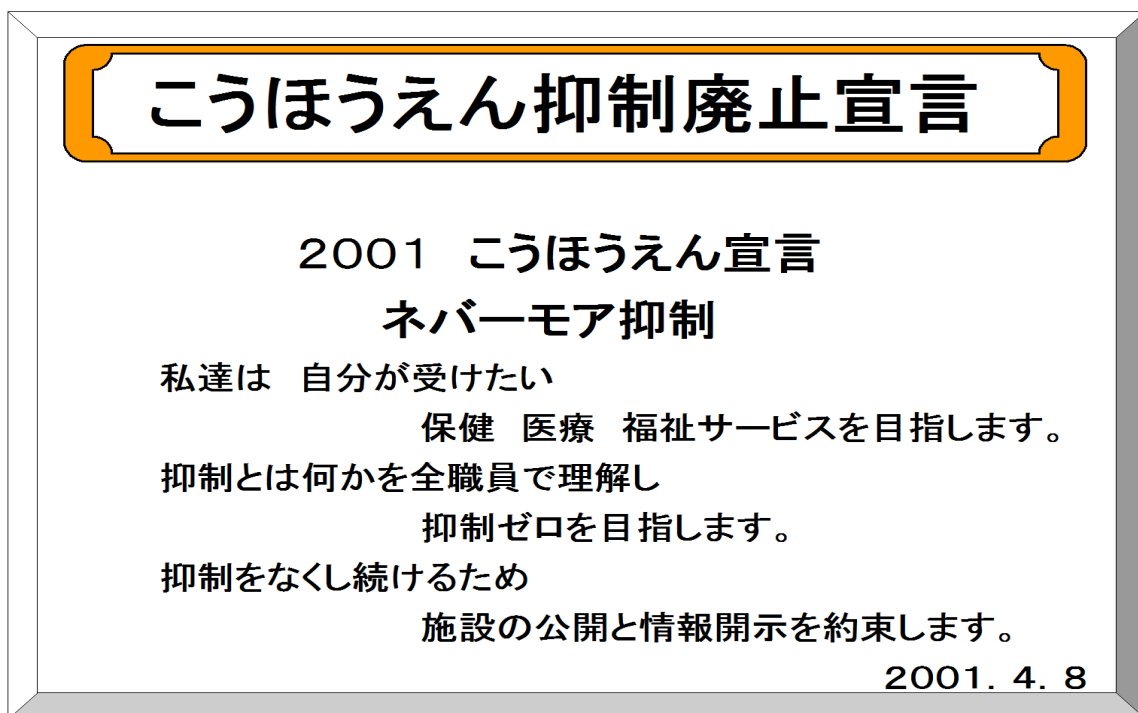 こうほうえん抑制廃止宣言
２００１　こうほうえん宣言
ネバーモア抑制
私達は　自分が受けたい
保健　医療　福祉サービスを目指します。
抑制とは何かを全職員で理解し
抑制ゼロを目指します。
抑制をなくし続けるため
施設の公開と情報開示を約束します。
２００１．４．８